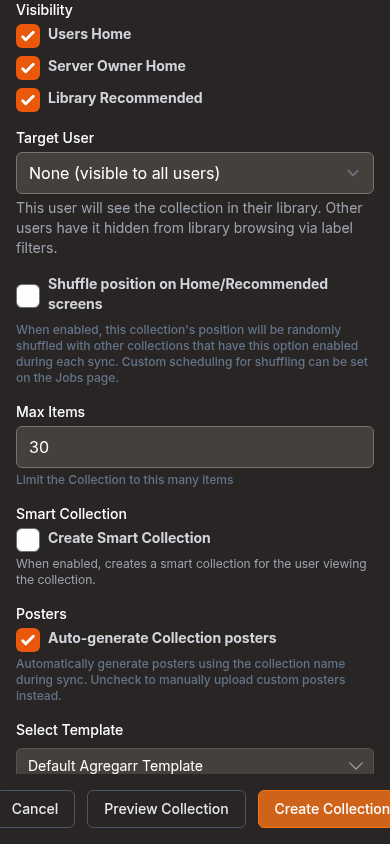 Visibility
Users Home
Server Owner Home
Library Recommended
Target User
None (visible to all users)
This user will see the collection in their library. Other
users have it hidden from library browsing via label
filters.
Shuffle position on Home/Recommended
screens
When enabled, this collection's position will be randomly
shuffled with other collections that have this option enabled
during each sync. Custom scheduling for shuffling can be set
on the Jobs page.
Max Items
30
Limit the Collection to this many items
Smart Collection
Create Smart Collection
When enabled, creates a smart collection for the user viewing
the collection.
Posters
Auto-generate Collection posters
Automatically generate posters using the collection name
during sync. Uncheck to manually upload custom posters
instead.
Select Template
Default Agregarr Template
Cancel
Preview Collection
Create Collection